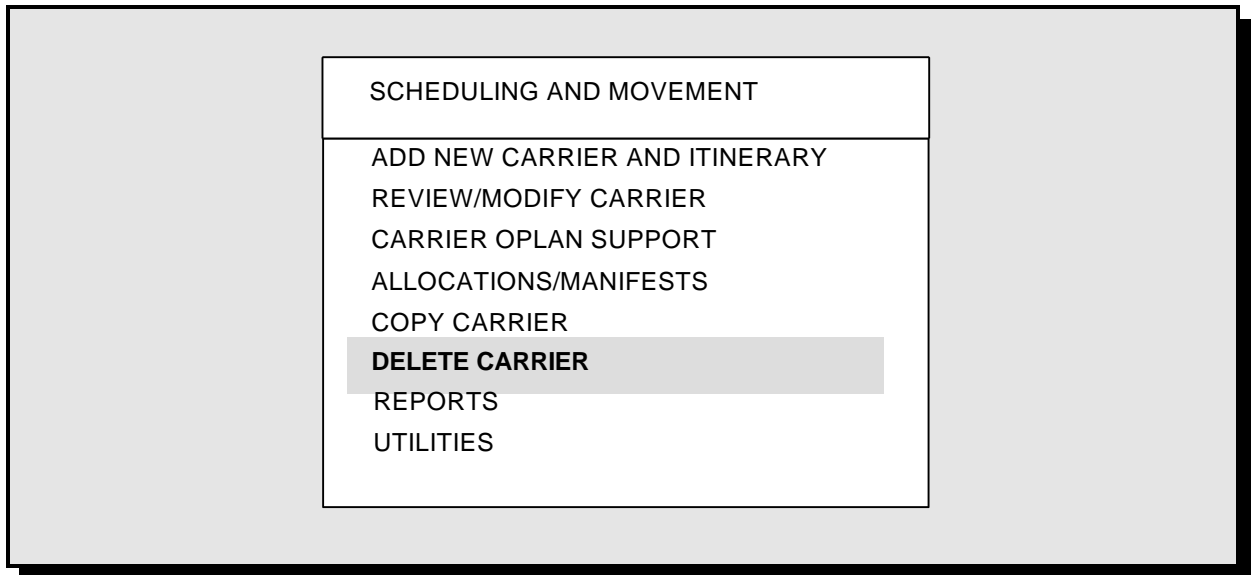 SCHEDULING AND MOVEMENT
ADD NEW CARRIER AND ITINERARY
REVIEW/MODIFY CARRIER
CARRIER OPLAN SUPPORT
ALLOCATIONS/MANIFESTS
COPY CARRIER
DELETE CARRIER
REPORTS
UTILITIES